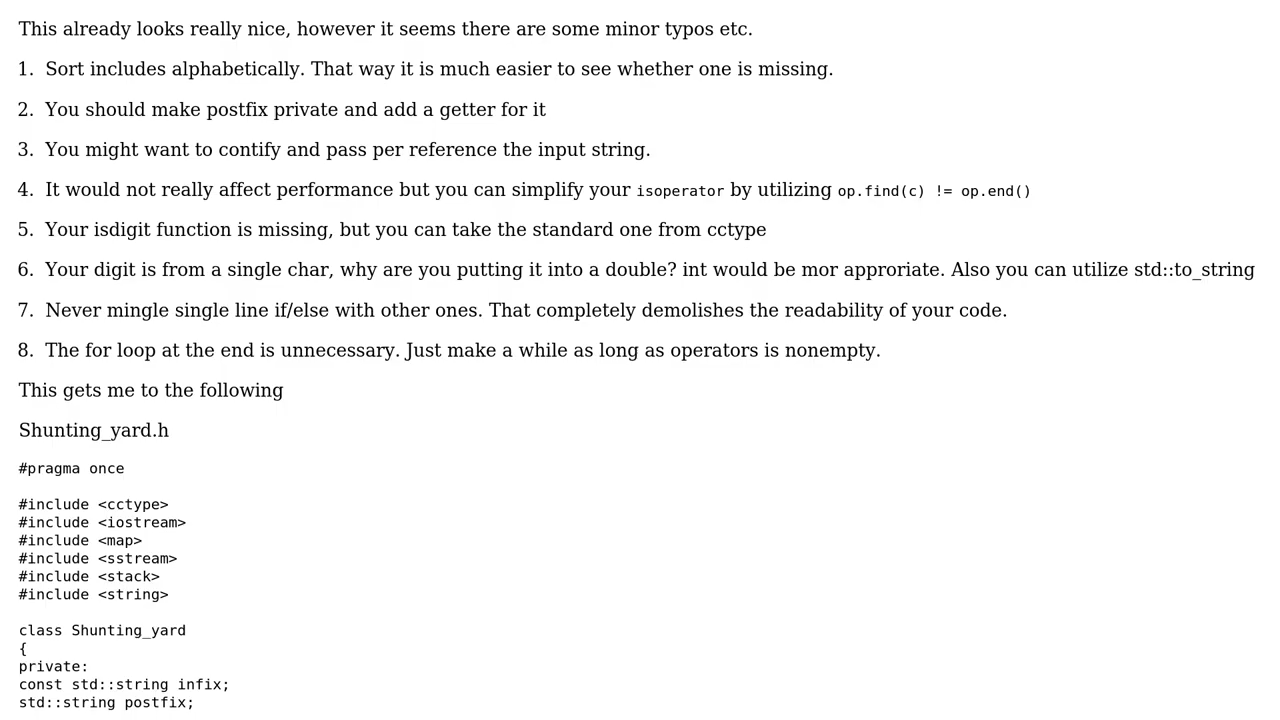 This already looks really nice, however it seems there are some minor typos etc.
1. Sort includes alphabetically. That way it is much easier to see whether one is missing.
2. You should make postfix private and add a getter for it
3. You might want to contify and pass per reference the input string.
4. It would not really affect performance but you can simplify your isoperator by utilizing op.find(c) != op.end()
5. Your isdigit function is missing, but you can take the standard one from cctype
6. Your digit is from a single char, why are you putting it into a double? int would be mor approriate. Also you can utilize std::to_string
7. Never mingle single line if/else with other ones. That completely demolishes the readability of your code.
8. The for loop at the end is unnecessary. Just make a while as long as operators is nonempty.
This gets me to the following
Shunting_yard.h
#pragma once
#include <cctype>
#include <iostream>
#include <map>
#include <sstream>
#include <stack>
#include <string>
class Shunting_yard
{
private:
const std::string infix;
std::string postfix;